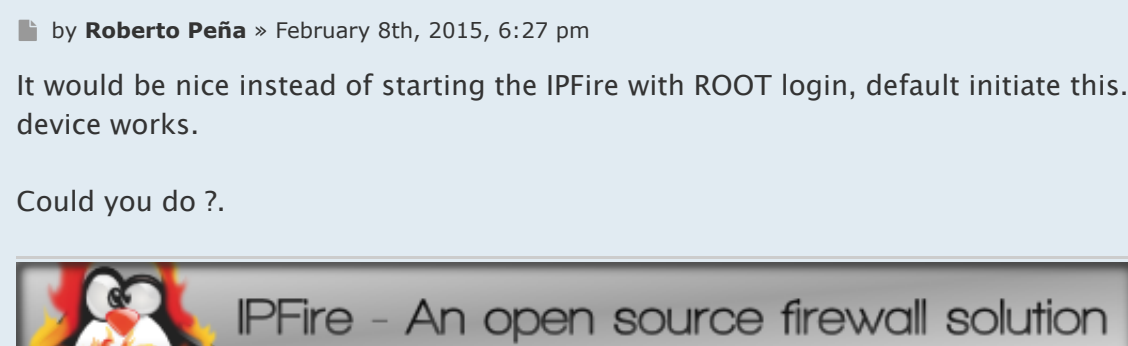 by Roberto Peña » February 8th, 2015, 6:27 pm
It would be nice instead of starting the IPFire with ROOT login, default initiate this.
device works.
Could you do ?.
IPFire - An open source firewall solution